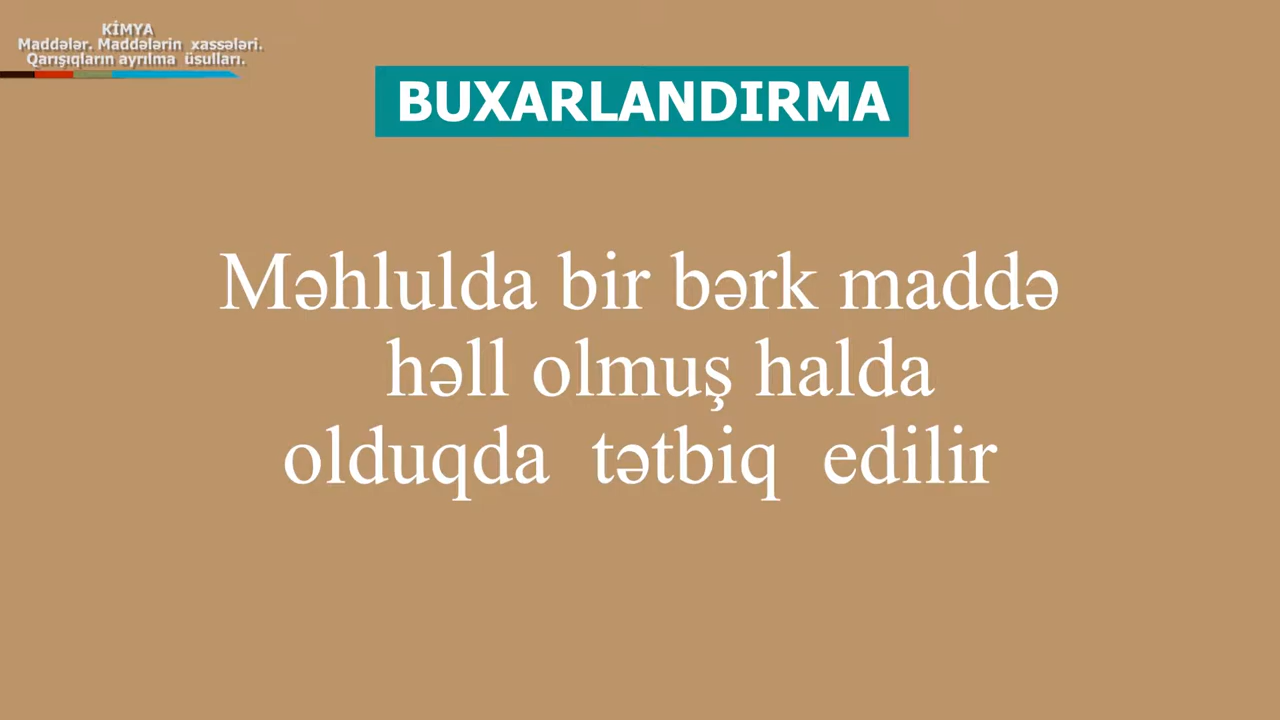 KİMYA
Maddələr. Maddələrin xassələri.
Qarışıqların ayrılma üsulları.
BUXARLANDIRMA
Məhlulda bir bərk maddə
həll olmuş halda
olduqda tətbiq edilir